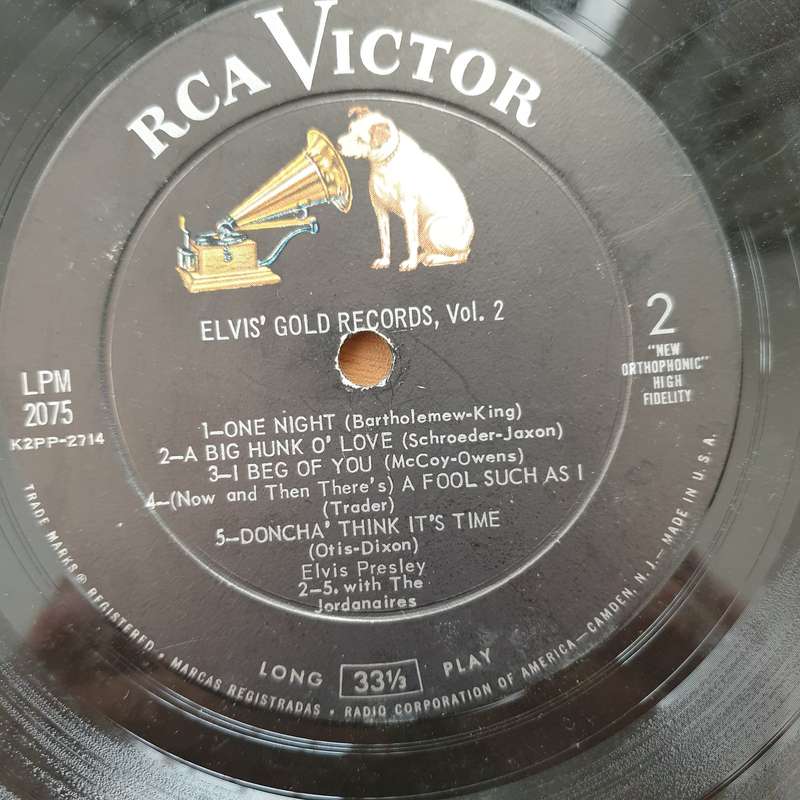 RCA VICTOR
ELVIS' GOLD RECORDS, Vol. 2
2
"NEW
ORTHOPHONIC"
HIGH
FIDELITY
LPM
2075
K2PP-2714
1—ONE NIGHT (Bartholemew-King)
2—A BIG HUNK O' LOVE (Schroeder-Jaxon)
3—I BEG OF YOU (McCoy-Owens)
4—(Now and Then There's) A FOOL SUCH AS I
(Trader)
5—DONCHA' THINK IT'S TIME
(Otis-Dixon)
Elvis Presley
2—5. with The
Jordanaires
LONG 33⅓ PLAY
TRADE MARKS ® REGISTERED • MARCAS REGISTRADAS • RADIO CORPORATION OF AMERICA—CAMDEN, N. J.—MADE IN U.S.A.